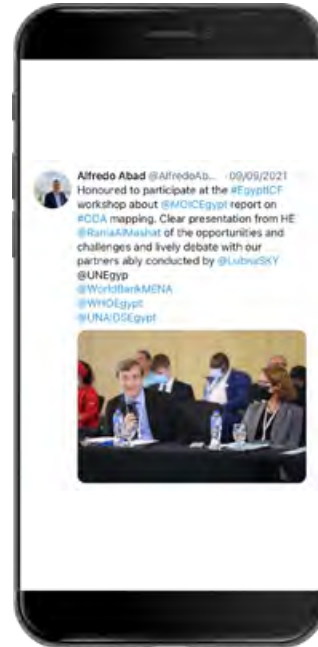 Alfredo Abad @AlfredoAb... · 09/09/2021
Honoured to participate at the #EgyptICF
workshop about @MOICEgypt report on
#ODA mapping. Clear presentation from HE
@RaniaAlMashat of the opportunities and
challenges and lively debate with our
partners ably conducted by @LubnaSKY
@UNEgyp
@WorldBankMENA
@WHOEgypt
@UNAIDSEgypt